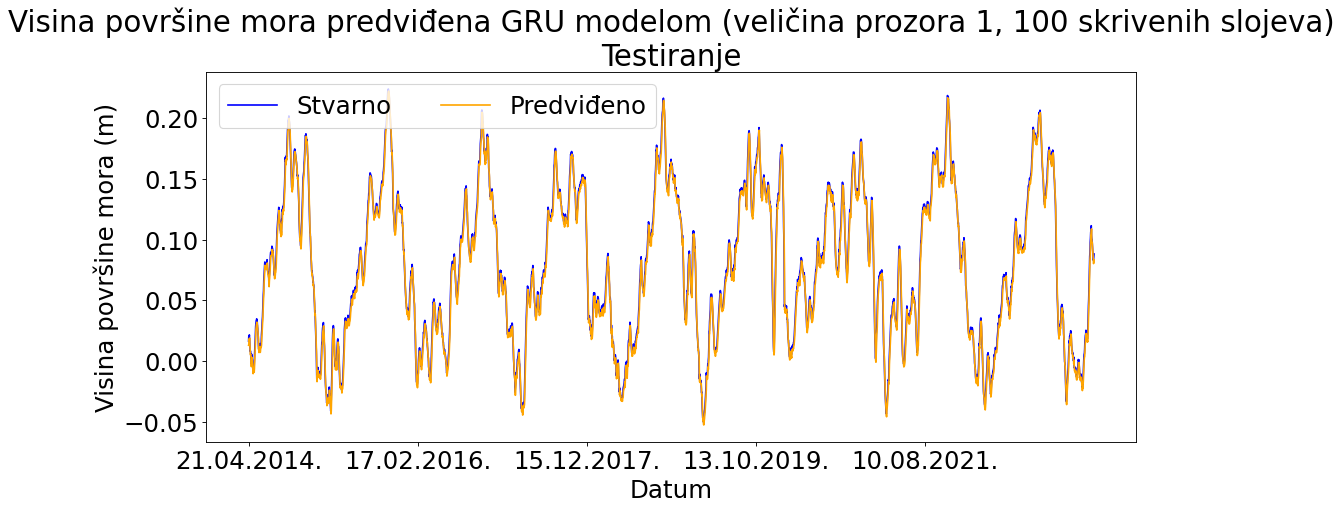 Visina površine mora predviđena GRU modelom (veličina prozora 1, 100 skrivenih slojeva)
Testiranje
Stvarno
Predviđeno
Visina površine mora (m)
0.20
0.15
0.10
0.05
0.00
−0.05
21.04.2014.
17.02.2016.
15.12.2017.
13.10.2019.
10.08.2021.
Datum